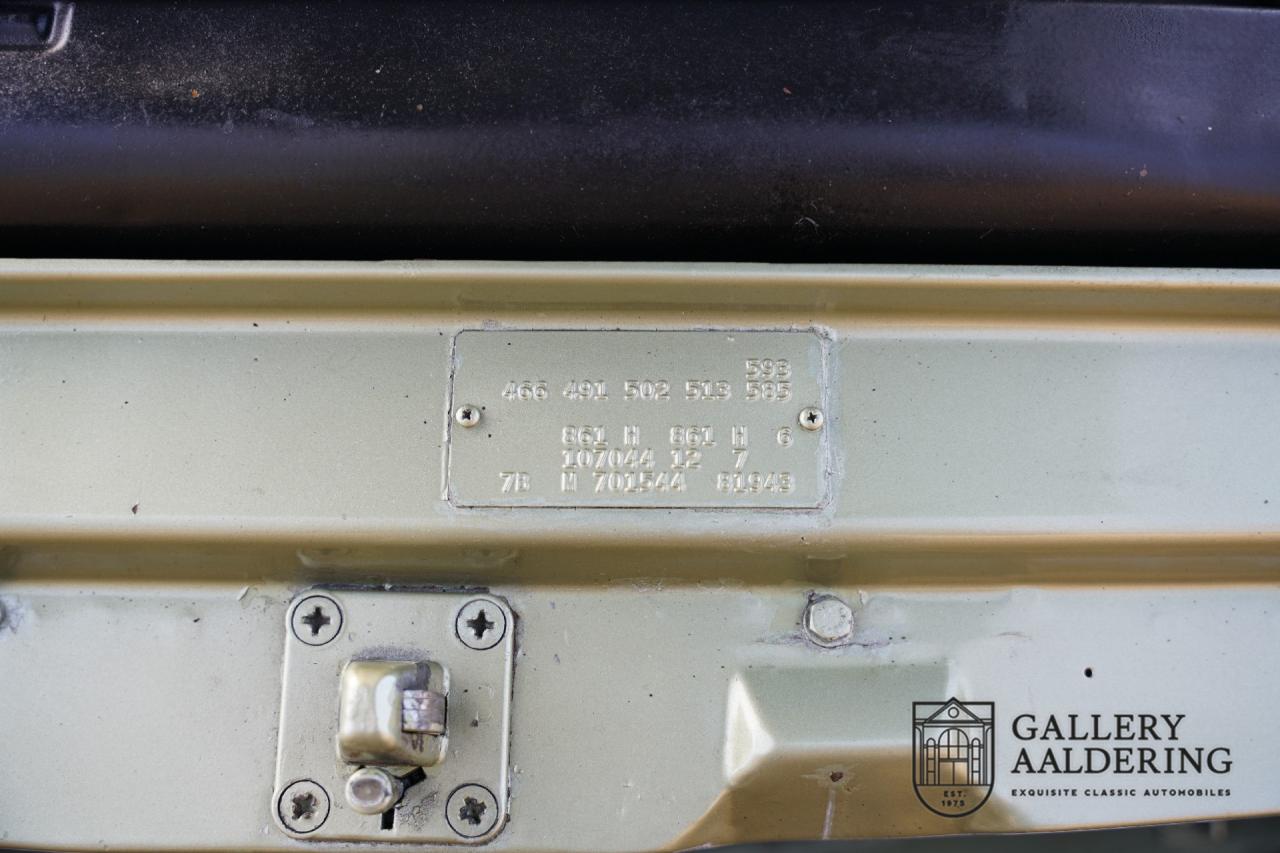 593
466 491 502 513 585
861 H 861 H 6
107044 12 7
7B M 701544 81943
EST.
1975
GALLERY
AALDERING
EXQUISITE CLASSIC AUTOMOBILES